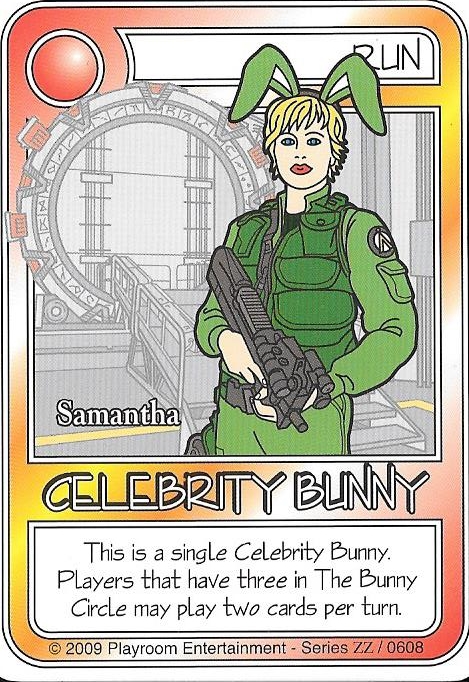 RUN
Samantha
CELEBRITY BUNNY
This is a single Celebrity Bunny.
Players that have three in The Bunny
Circle may play two cards per turn.
© 2009 Playroom Entertainment - Series ZZ / 0608